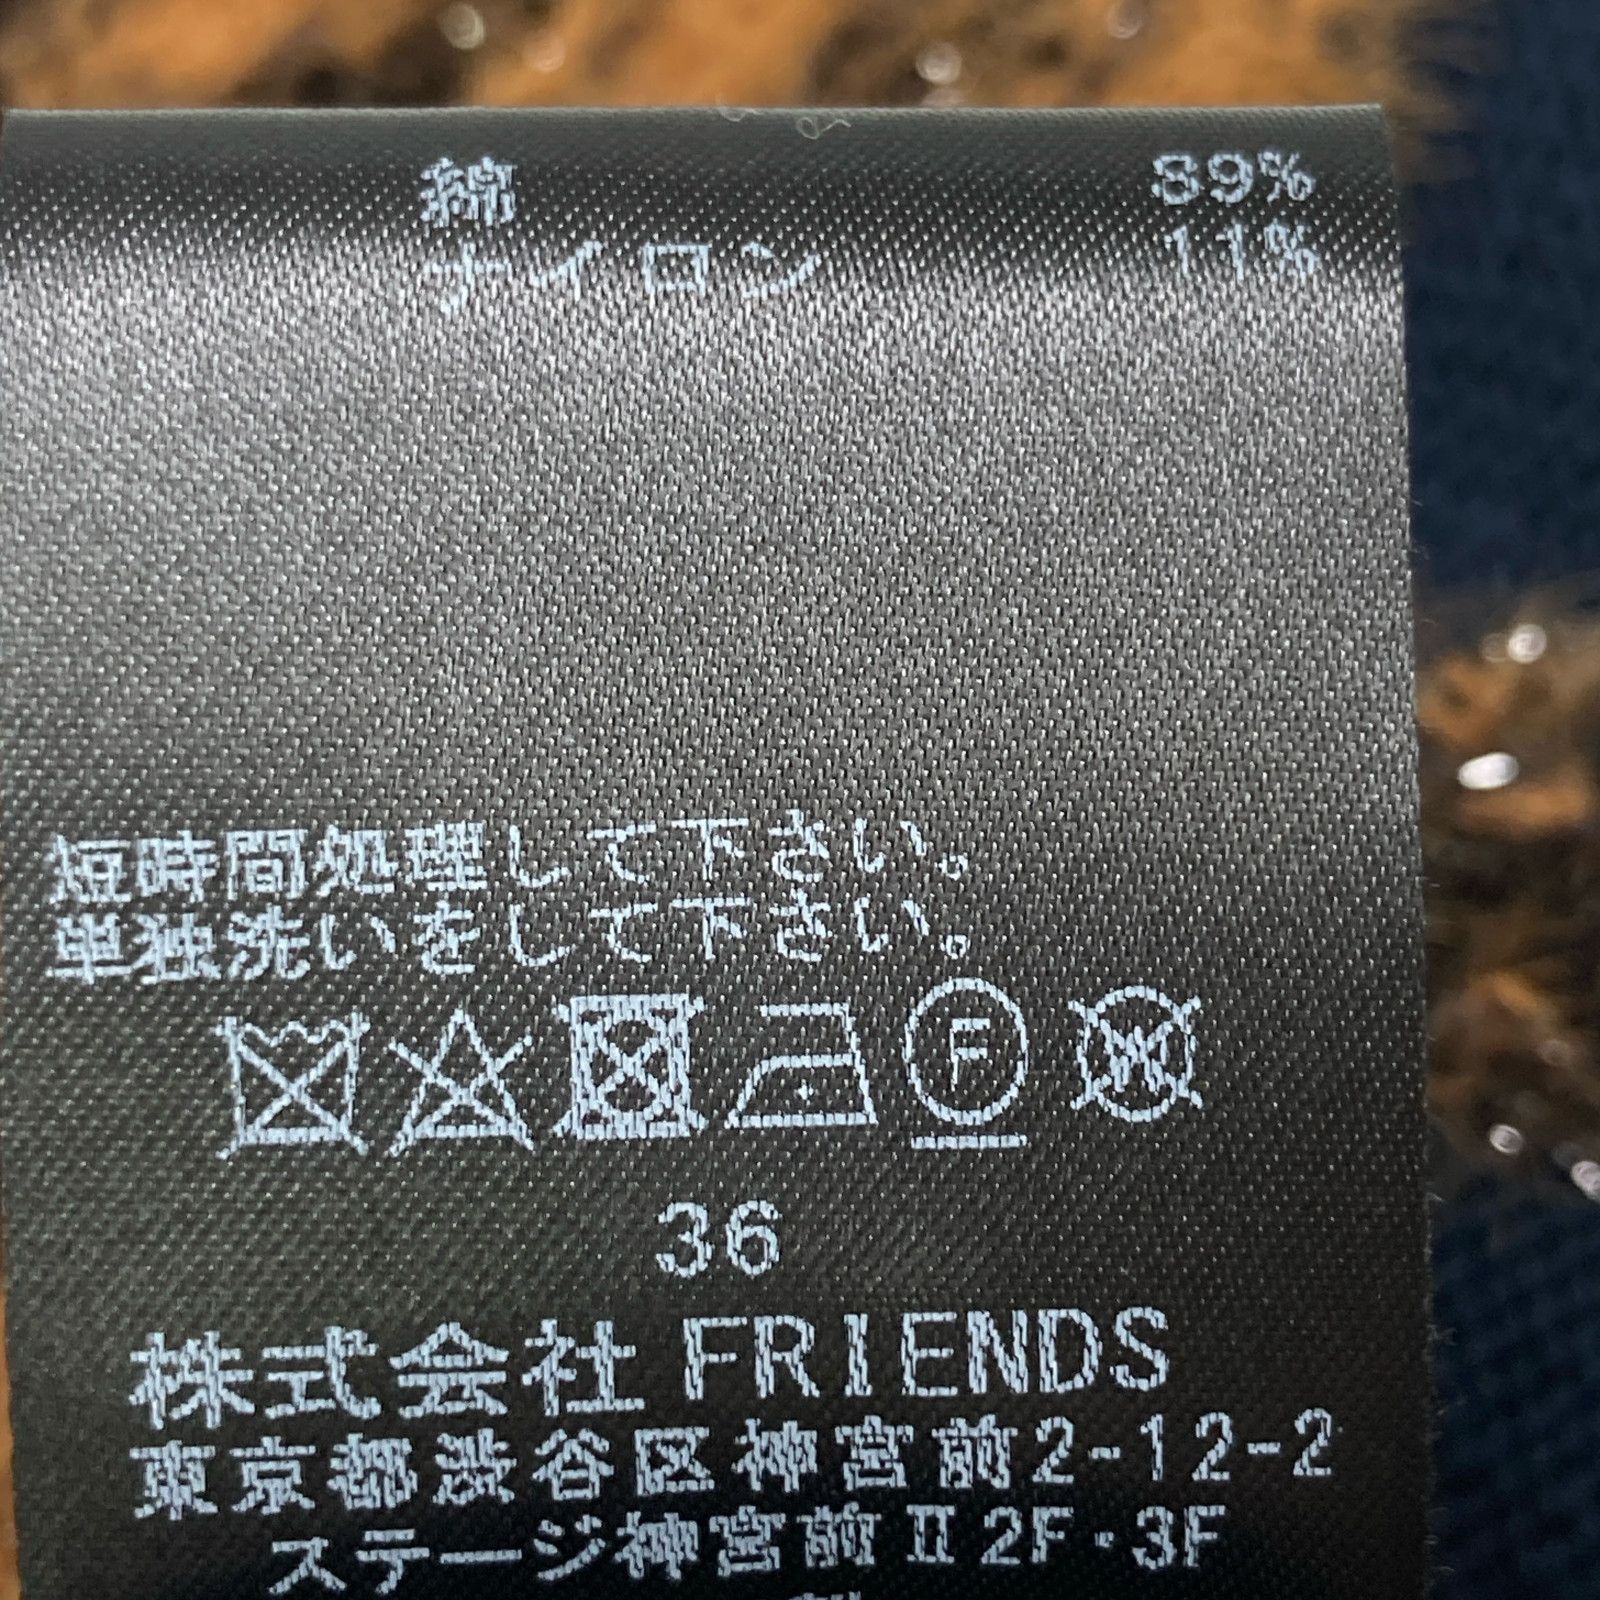 綿 89%
ナイロン 11%
短時間処理して下さい。
単独洗いをして下さい。
F W
36
株式会社FRIENDS
東京都渋谷区神宮前2-12-2
ステージ神宮前Ⅱ2F・3F